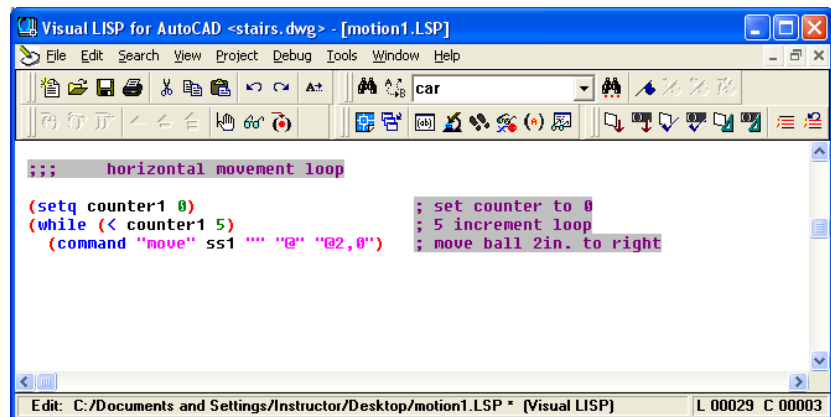 Visual LISP for AutoCAD <stairs.dwg> - [motion1.LSP]
File Edit Search View Project Debug Tools Window Help
car
;;; horizontal movement loop
(setq counter1 0) ; set counter to 0
(while (< counter1 5) ; 5 increment loop
(command "move" ss1 "" "@" "@2,0") ; move ball 2in. to right
Edit: C:/Documents and Settings/Instructor/Desktop/motion1.LSP * (Visual LISP) L 00029 C 00003